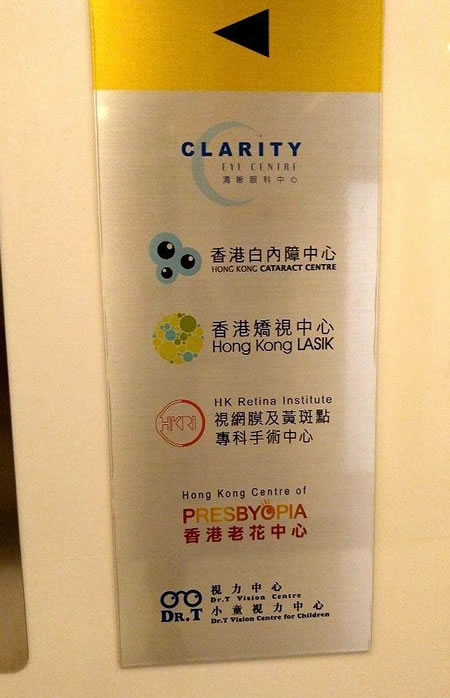 CLARITY
EYE CENTRE
清晰眼科中心
香港白內障中心
HONG KONG CATARACT CENTRE
香港矯視中心
Hong Kong LASIK
HKRI
HK Retina Institute
視網膜及黃斑點
專科手術中心
Hong Kong Centre of
PRESBYOPIA
香港老花中心
DR.T
視力中心
Dr.T Vision Centre
小童視力中心
Dr.T Vision Centre for Children